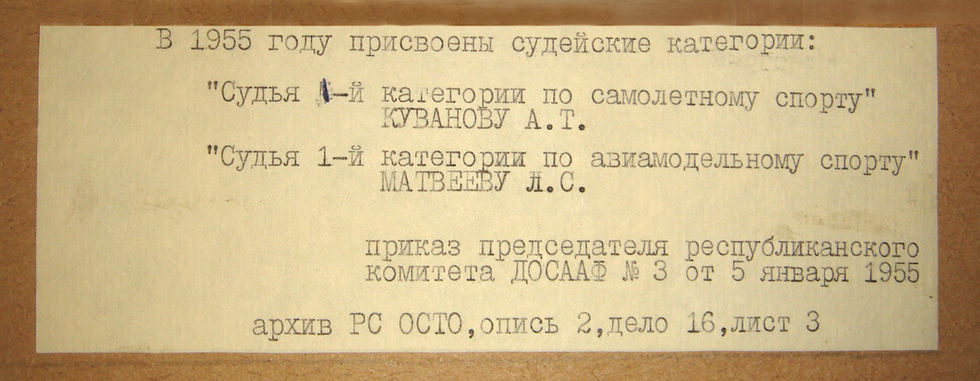 В 1955 году присвоены судейские категории:
"Судья 1-й категории по самолетному спорту"
КУВАНОВУ А.Т.
"Судья 1-й категории по авиамодельному спорту"
МАТВЕЕВУ Л.С.
приказ председателя республиканского
комитета ДОСААФ № 3 от 5 января 1955
архив РС ОСТО,опись 2,дело 16,лист 3